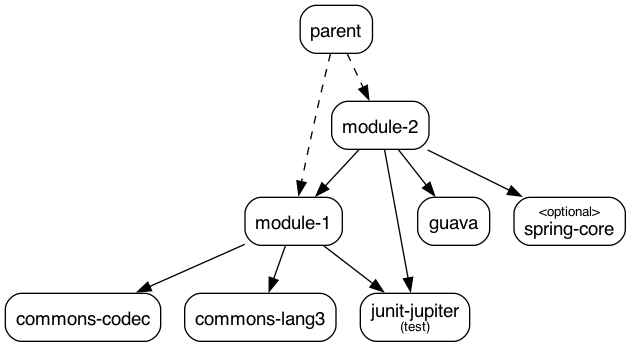 parent
module-2
module-1
guava
<optional>
spring-core
commons-codec
commons-lang3
junit-jupiter
(test)